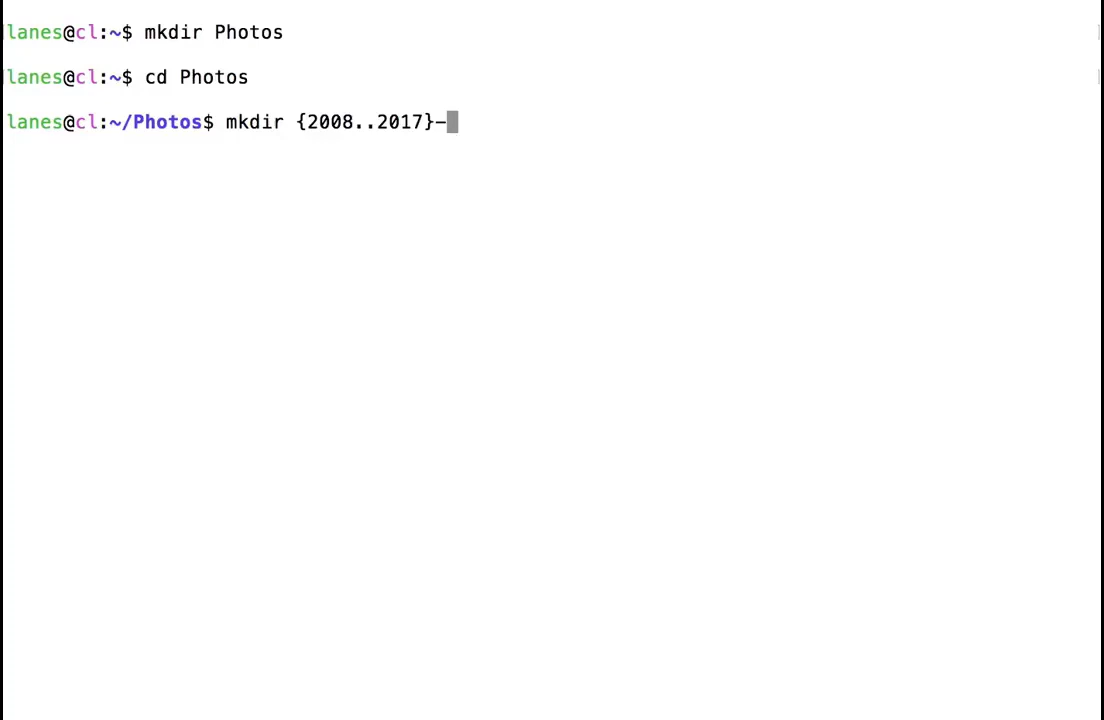 lanes@cl:~$ mkdir Photos
lanes@cl:~$ cd Photos
lanes@cl:~/Photos$ mkdir {2008..2017}-